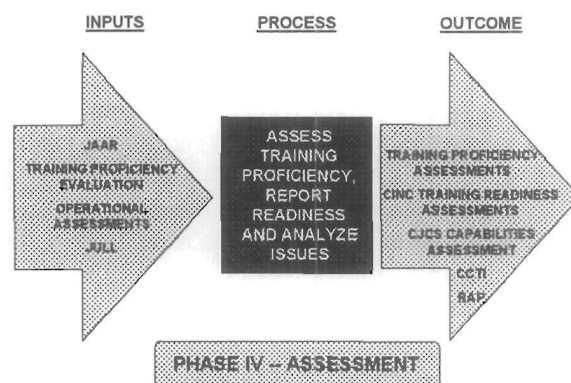 INPUTS
PROCESS
OUTCOME
JAAR
TRAINING PROFICIENCY
EVALUATION
OPERATIONAL
ASSESSMENTS
JULL
ASSESS
TRAINING
PROFICIENCY,
REPORT
READINESS
AND ANALYZE
ISSUES
TRAINING PROFICIENCY
ASSESSMENTS
CINC TRAINING READINESS
ASSESSMENTS
CJCS CAPABILITIES
ASSESSMENT
CCTI
RAP
PHASE IV – ASSESSMENT